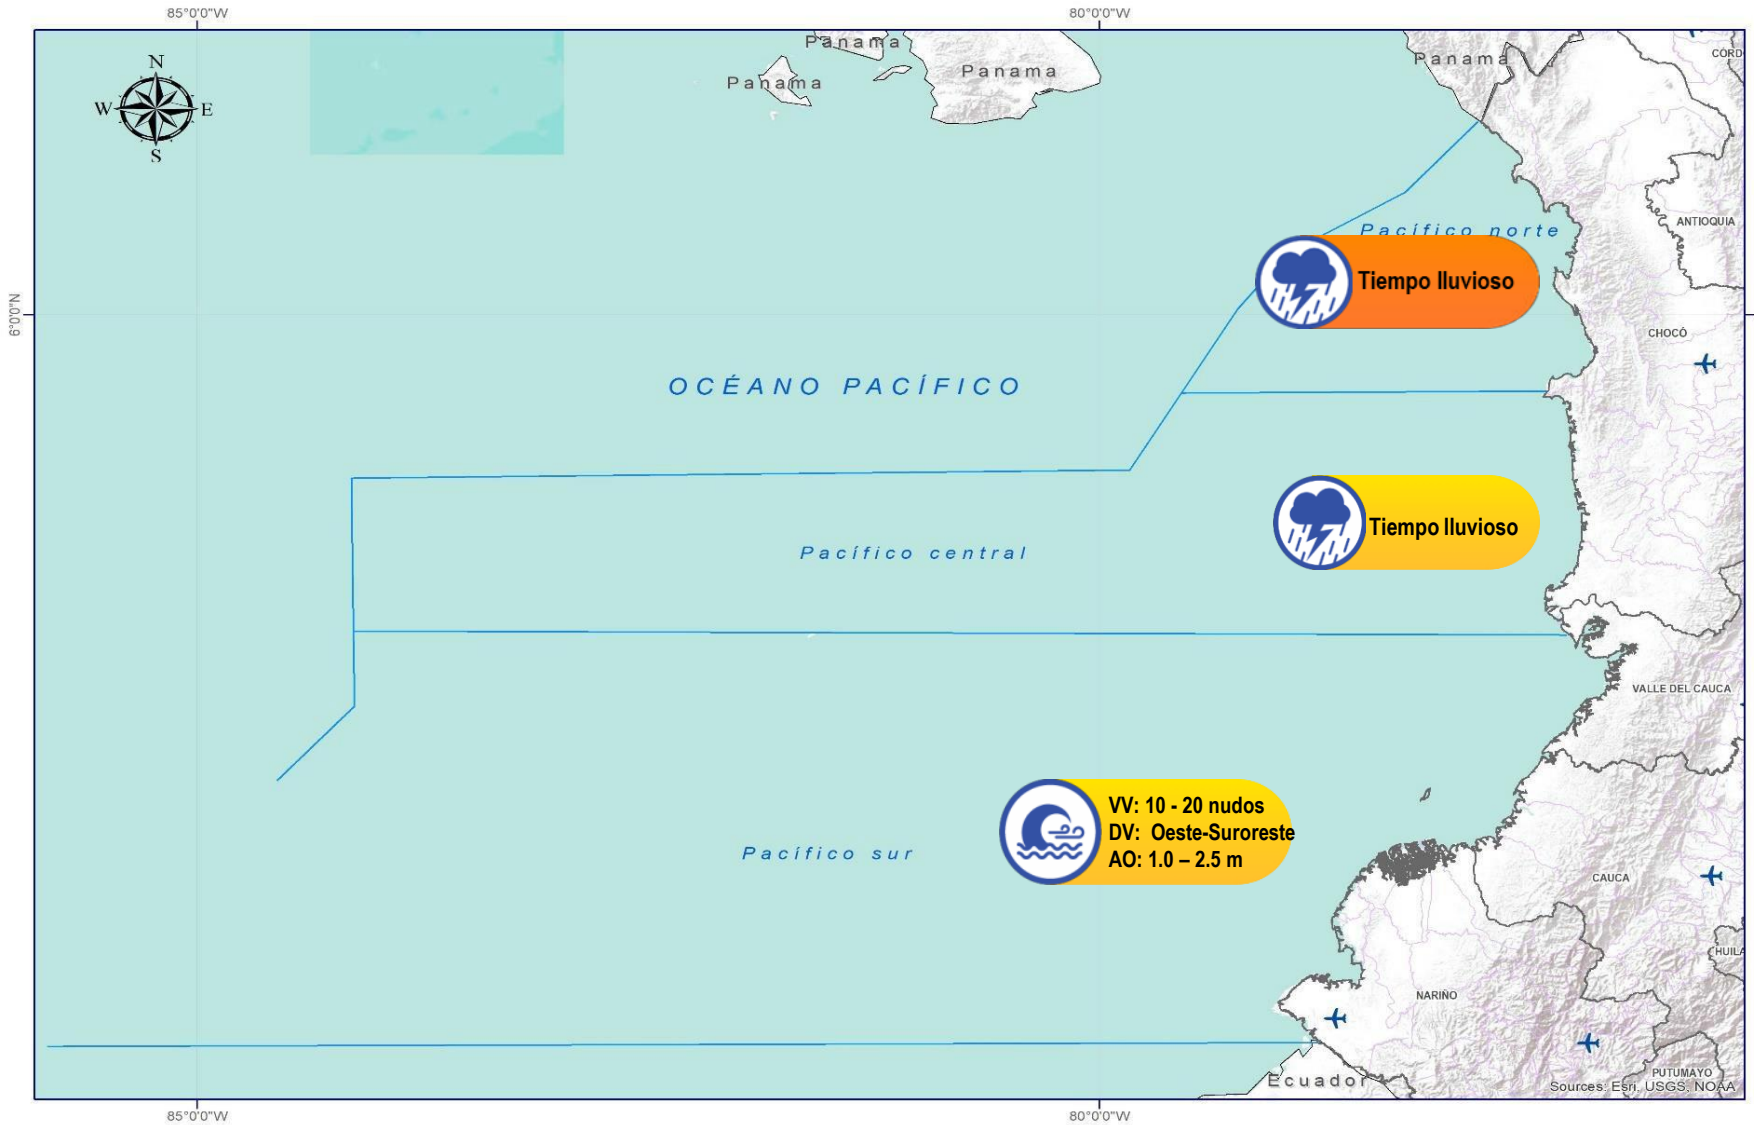 85°0'0"W
80°0'0"W
N
W
E
S
Panama
Panama
Panama
Panama
CORD
ANTIOQUIA
Pacífico norte
Tiempo lluvioso
6°0'0"N
CHOCÓ
OCÉANO PACÍFICO
Tiempo lluvioso
Pacífico central
VALLE DEL CAUCA
VV: 10 - 20 nudos
DV: Oeste-Suroreste
AO: 1.0 – 2.5 m
Pacífico sur
CAUCA
HUILA
NARIÑO
PUTUMAYO
Ecuador
Sources: Esri, USGS, NOAA
85°0'0"W
80°0'0"W